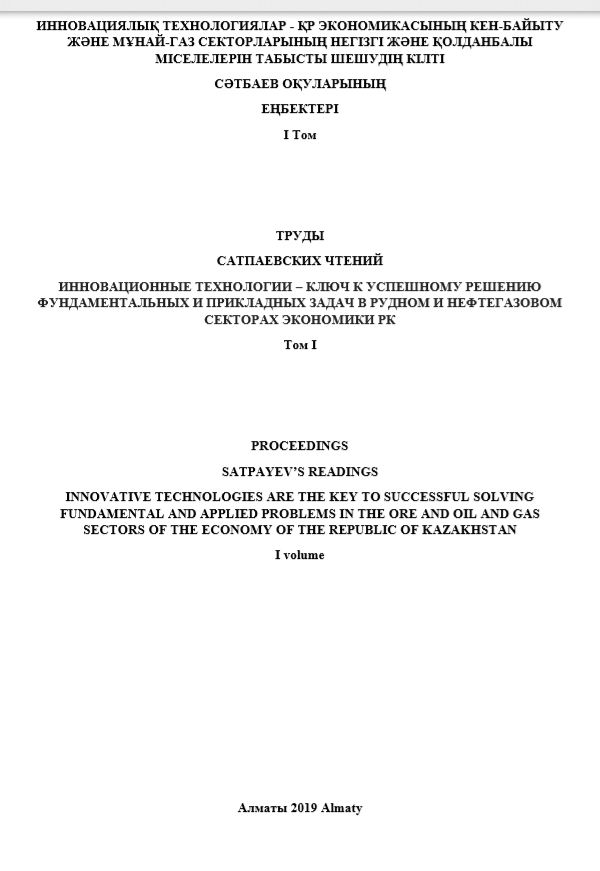 ИННОВАЦИЯЛЫҚ ТЕХНОЛОГИЯЛАР - ҚР ЭКОНОМИКАСЫНЫҢ КЕН-БАЙЫТУ
ЖӘНЕ МҰНАЙ-ГАЗ СЕКТОРЛАРЫНЫҢ НЕГІЗГІ ЖӘНЕ ҚОЛДАНБАЛЫ
МІСЕЛЕЛЕРІН ТАБЫСТЫ ШЕШУДІҢ КІЛТІ
СӘТБАЕВ ОҚУЛАРЫНЫҢ
ЕҢБЕКТЕРІ
I Том
ТРУДЫ
САТПАЕВСКИХ ЧТЕНИЙ
ИННОВАЦИОННЫЕ ТЕХНОЛОГИИ – КЛЮЧ К УСПЕШНОМУ РЕШЕНИЮ
ФУНДАМЕНТАЛЬНЫХ И ПРИКЛАДНЫХ ЗАДАЧ В РУДНОМ И НЕФТЕГАЗОВОМ
СЕКТОРАХ ЭКОНОМИКИ РК
Том I
PROCEEDINGS
SATPAYEV’S READINGS
INNOVATIVE TECHNOLOGIES ARE THE KEY TO SUCCESSFUL SOLVING
FUNDAMENTAL AND APPLIED PROBLEMS IN THE ORE AND OIL AND GAS
SECTORS OF THE ECONOMY OF THE REPUBLIC OF KAZAKHSTAN
I volume
Алматы 2019 Almaty